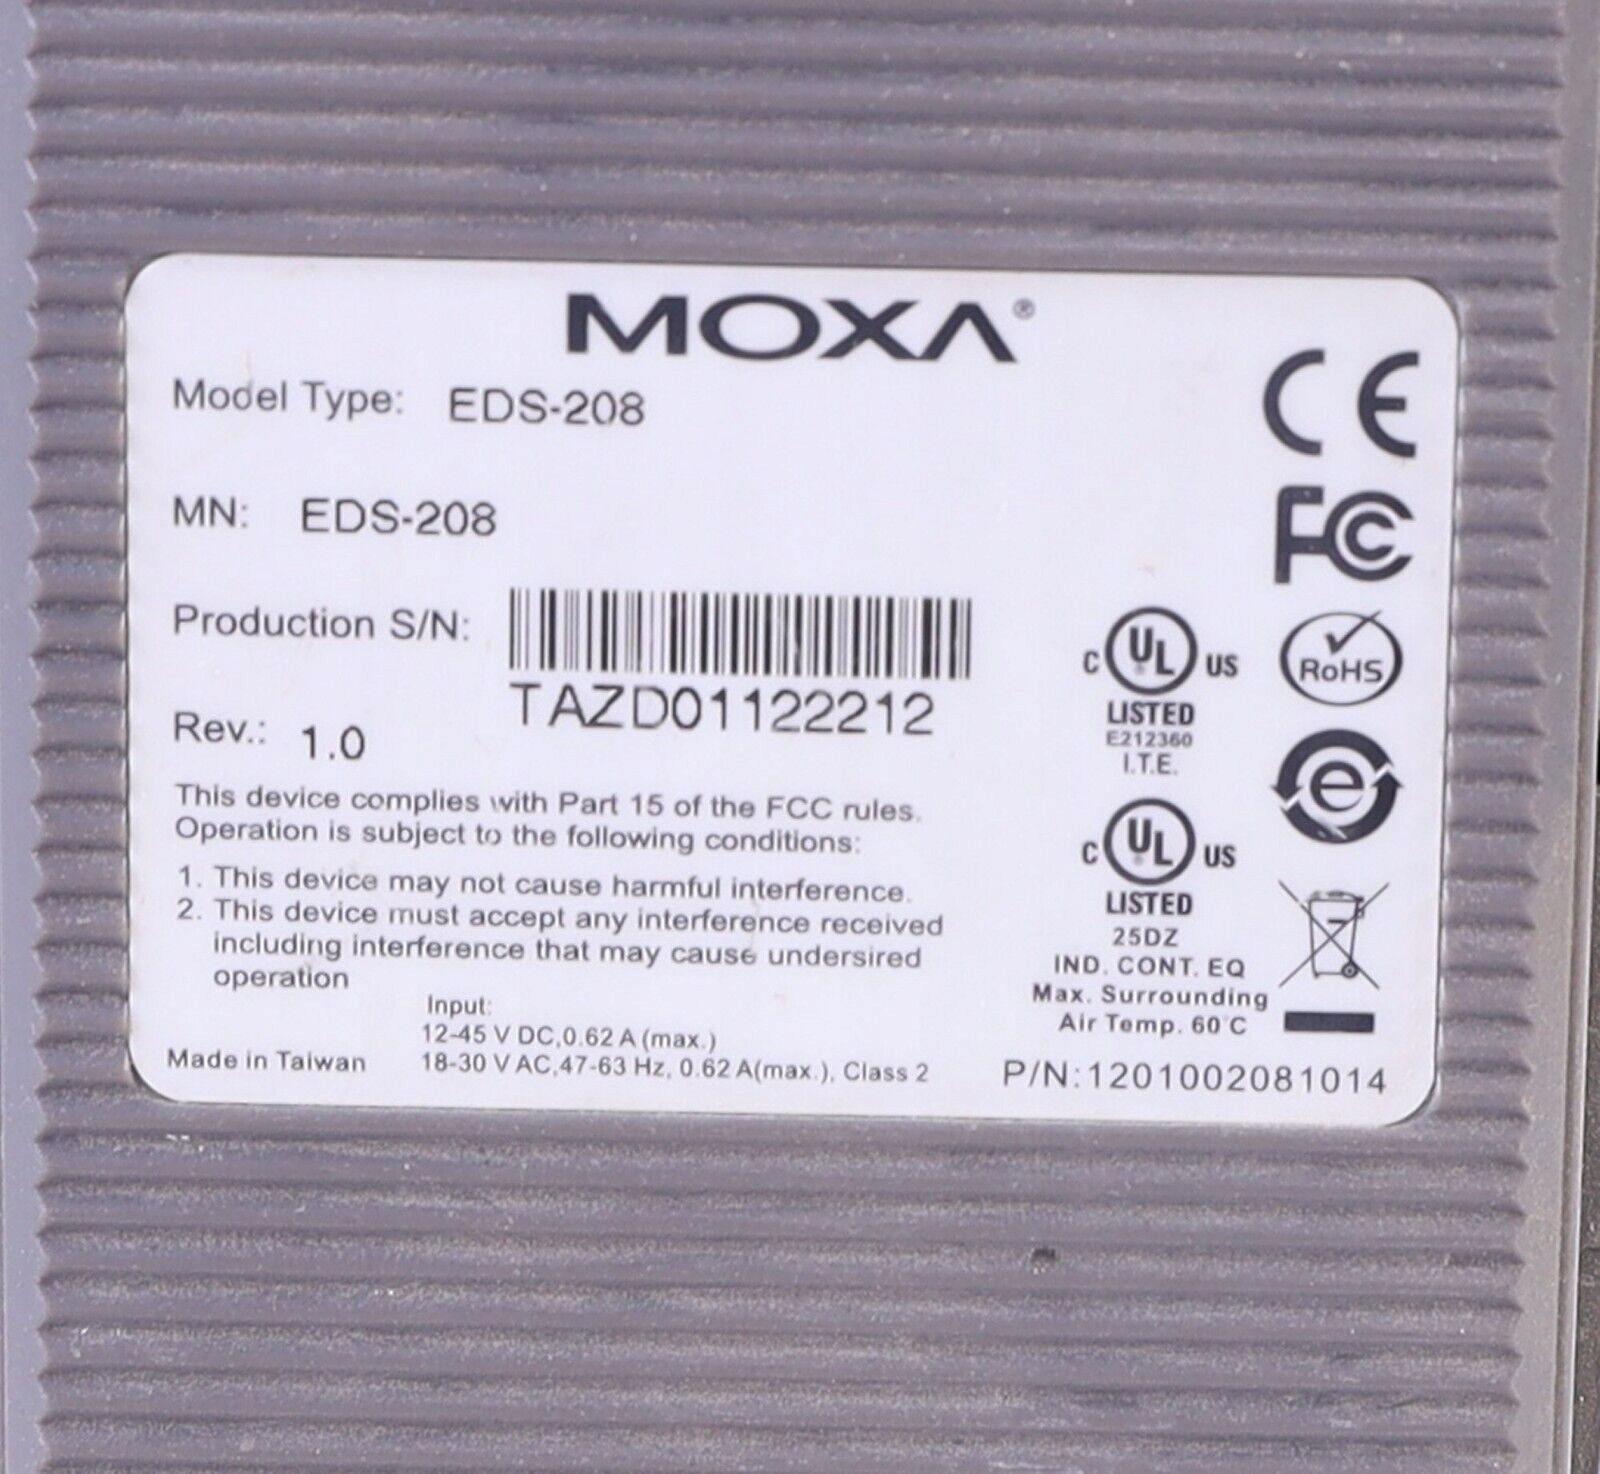 MOXA®
Model Type: EDS-208
MN: EDS-208
Production S/N:
TAZD01122212
Rev.: 1.0
This device complies with Part 15 of the FCC rules.
Operation is subject to the following conditions:
1. This device may not cause harmful interference.
2. This device must accept any interference received
including interference that may cause undersired
operation
Input:
12-45 V DC,0.62 A (max.)
18-30 V AC,47-63 Hz, 0.62 A(max.), Class 2
Made in Taiwan
CE
FC
C UL US
LISTED
E212360
I.T.E.
RoHS
e
C UL US
LISTED
25DZ
IND. CONT. EQ
Max. Surrounding
Air Temp. 60°C
P/N:1201002081014